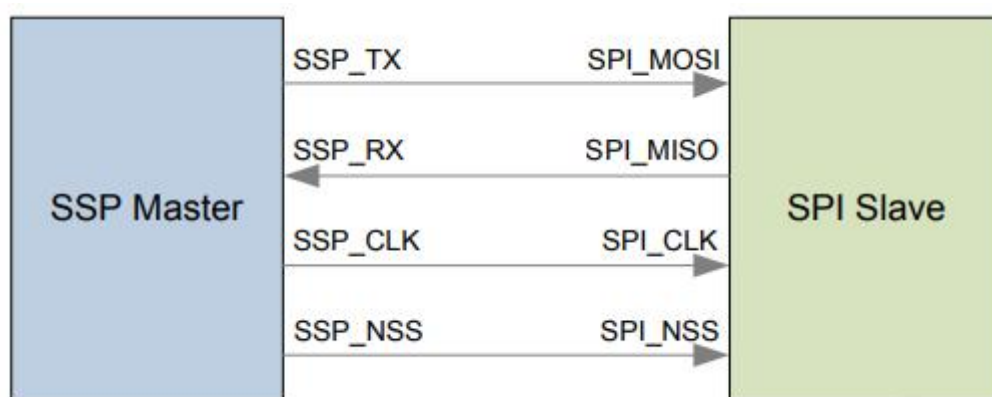 SSP_TX SPI_MOSI
SSP_RX SPI_MISO
SSP Master SPI Slave
SSP_CLK SPI_CLK
SSP_NSS SPI_NSS